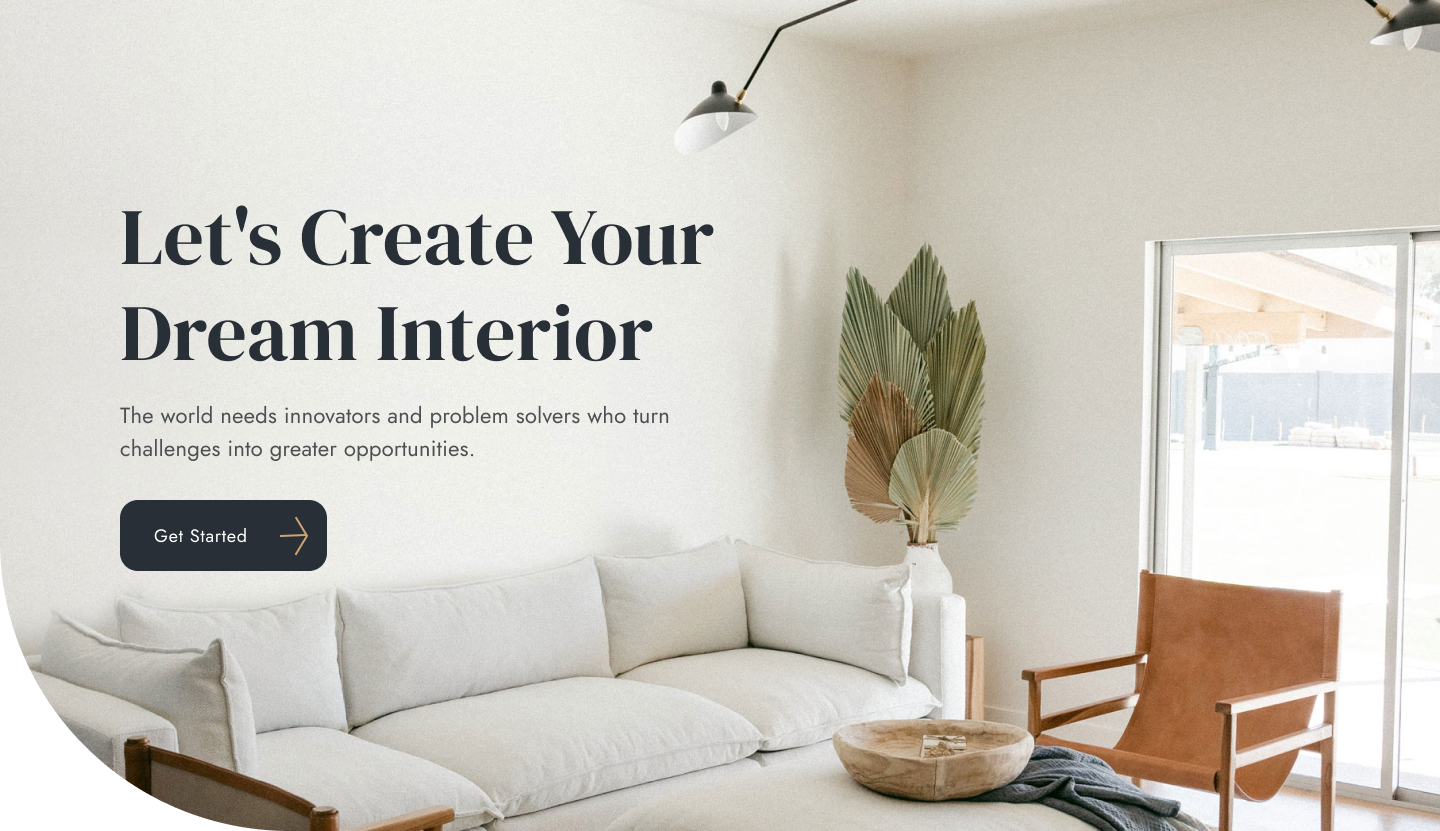 Let's Create Your
Dream Interior
The world needs innovators and problem solvers who turn
challenges into greater opportunities.
Get Started